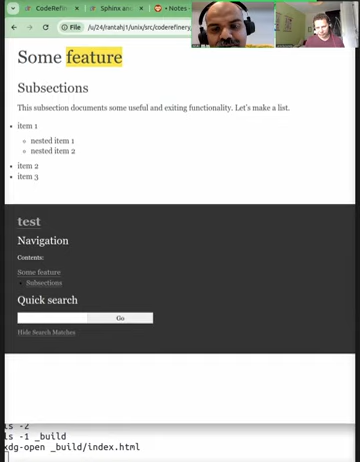 CodeRefiner
Sphinx and
Notes -
File
/u/24/rantahj1/unix/src/coderefinery
Some feature
Subsections
This subsection documents some useful and exiting functionality. Let's make a list.
item 1
nested item 1
nested item 2
item 2
item 3
test
Navigation
Contents:
Some feature
Subsections
Quick search
Go
Hide Search Matches
ls -2
ls -1 _build
xdg-open _build/index.html